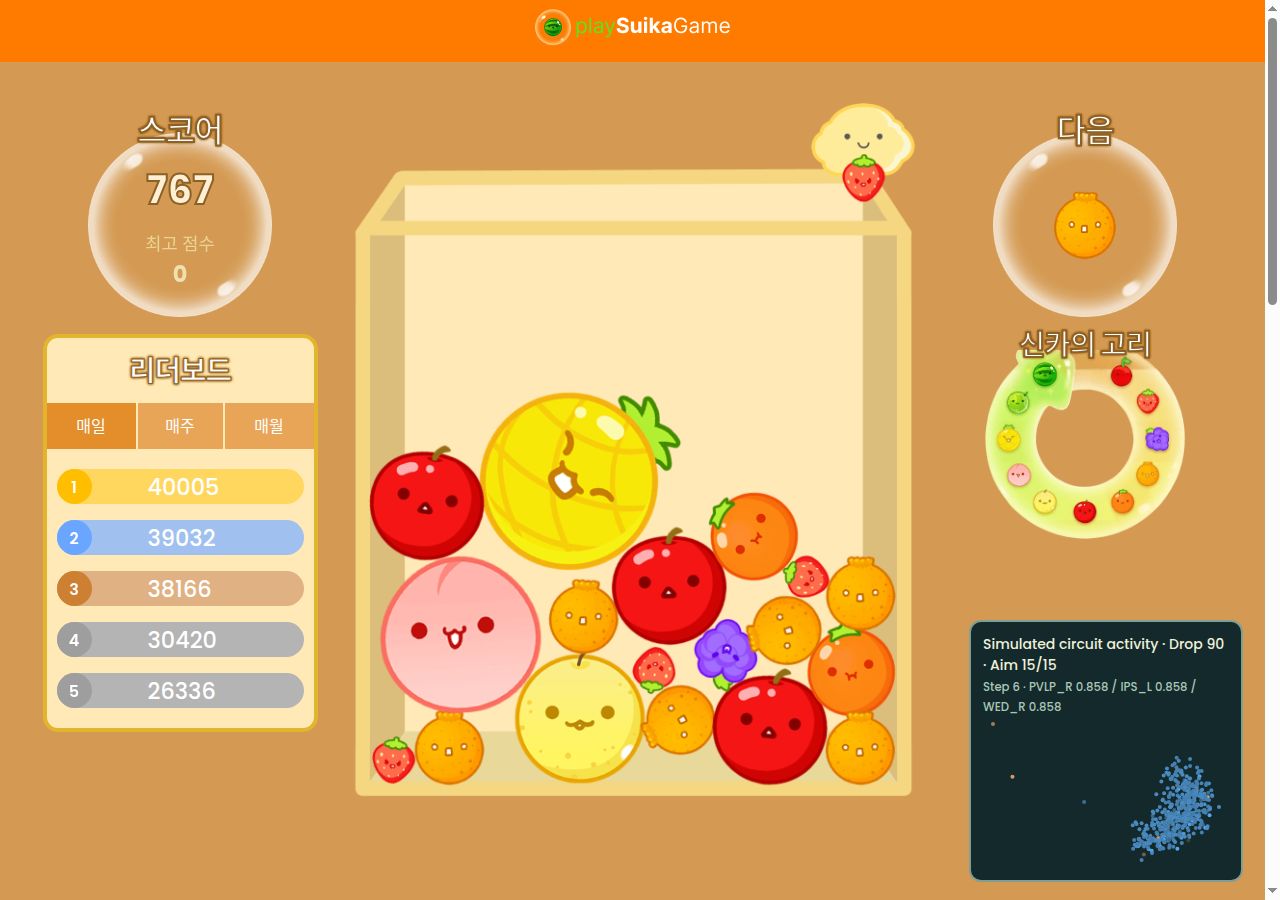 playSuikaGame
스코어
767
최고 점수
0
리더보드
매일 매주 매월
1 40005
2 39032
3 38166
4 30420
5 26336
다음
신카의 고리
Simulated circuit activity · Drop 90
· Aim 15/15
Step 6 · PVLP_R 0.858 / IPS_L 0.858 /
WED_R 0.858